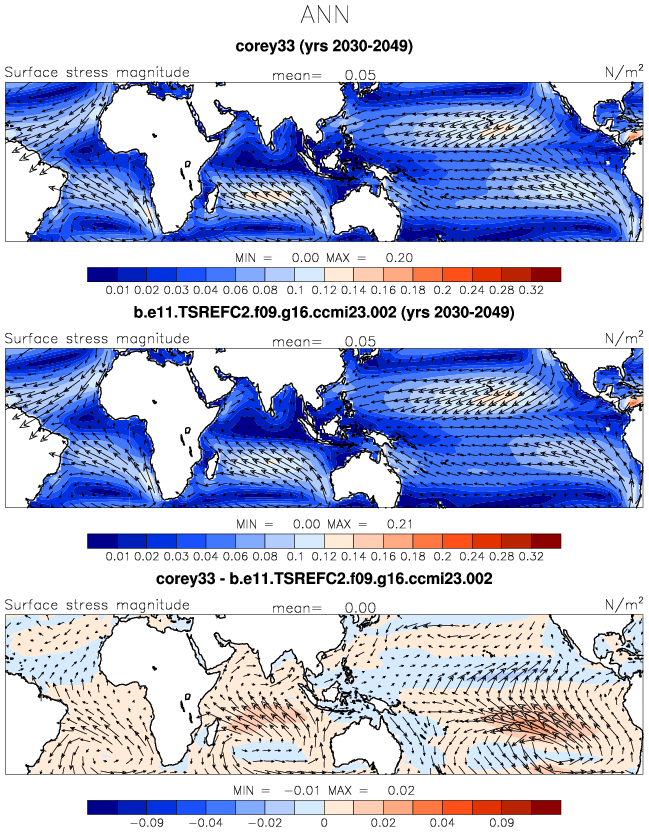 ANN
corey33 (yrs 2030-2049)
Surface stress magnitude mean= 0.05 N/m²
MIN = 0.00 MAX = 0.20
0.01 0.02 0.03 0.04 0.06 0.08 0.1 0.12 0.14 0.16 0.18 0.2 0.24 0.28 0.32
b.e11.TSREFC2.f09.g16.ccmi23.002 (yrs 2030-2049)
Surface stress magnitude mean= 0.05 N/m²
MIN = 0.00 MAX = 0.21
0.01 0.02 0.03 0.04 0.06 0.08 0.1 0.12 0.14 0.16 0.18 0.2 0.24 0.28 0.32
corey33 - b.e11.TSREFC2.f09.g16.ccmi23.002
Surface stress magnitude mean= 0.00 N/m²
MIN = −0.01 MAX = 0.02
−0.09 −0.04 −0.02 0 0.02 0.04 0.09